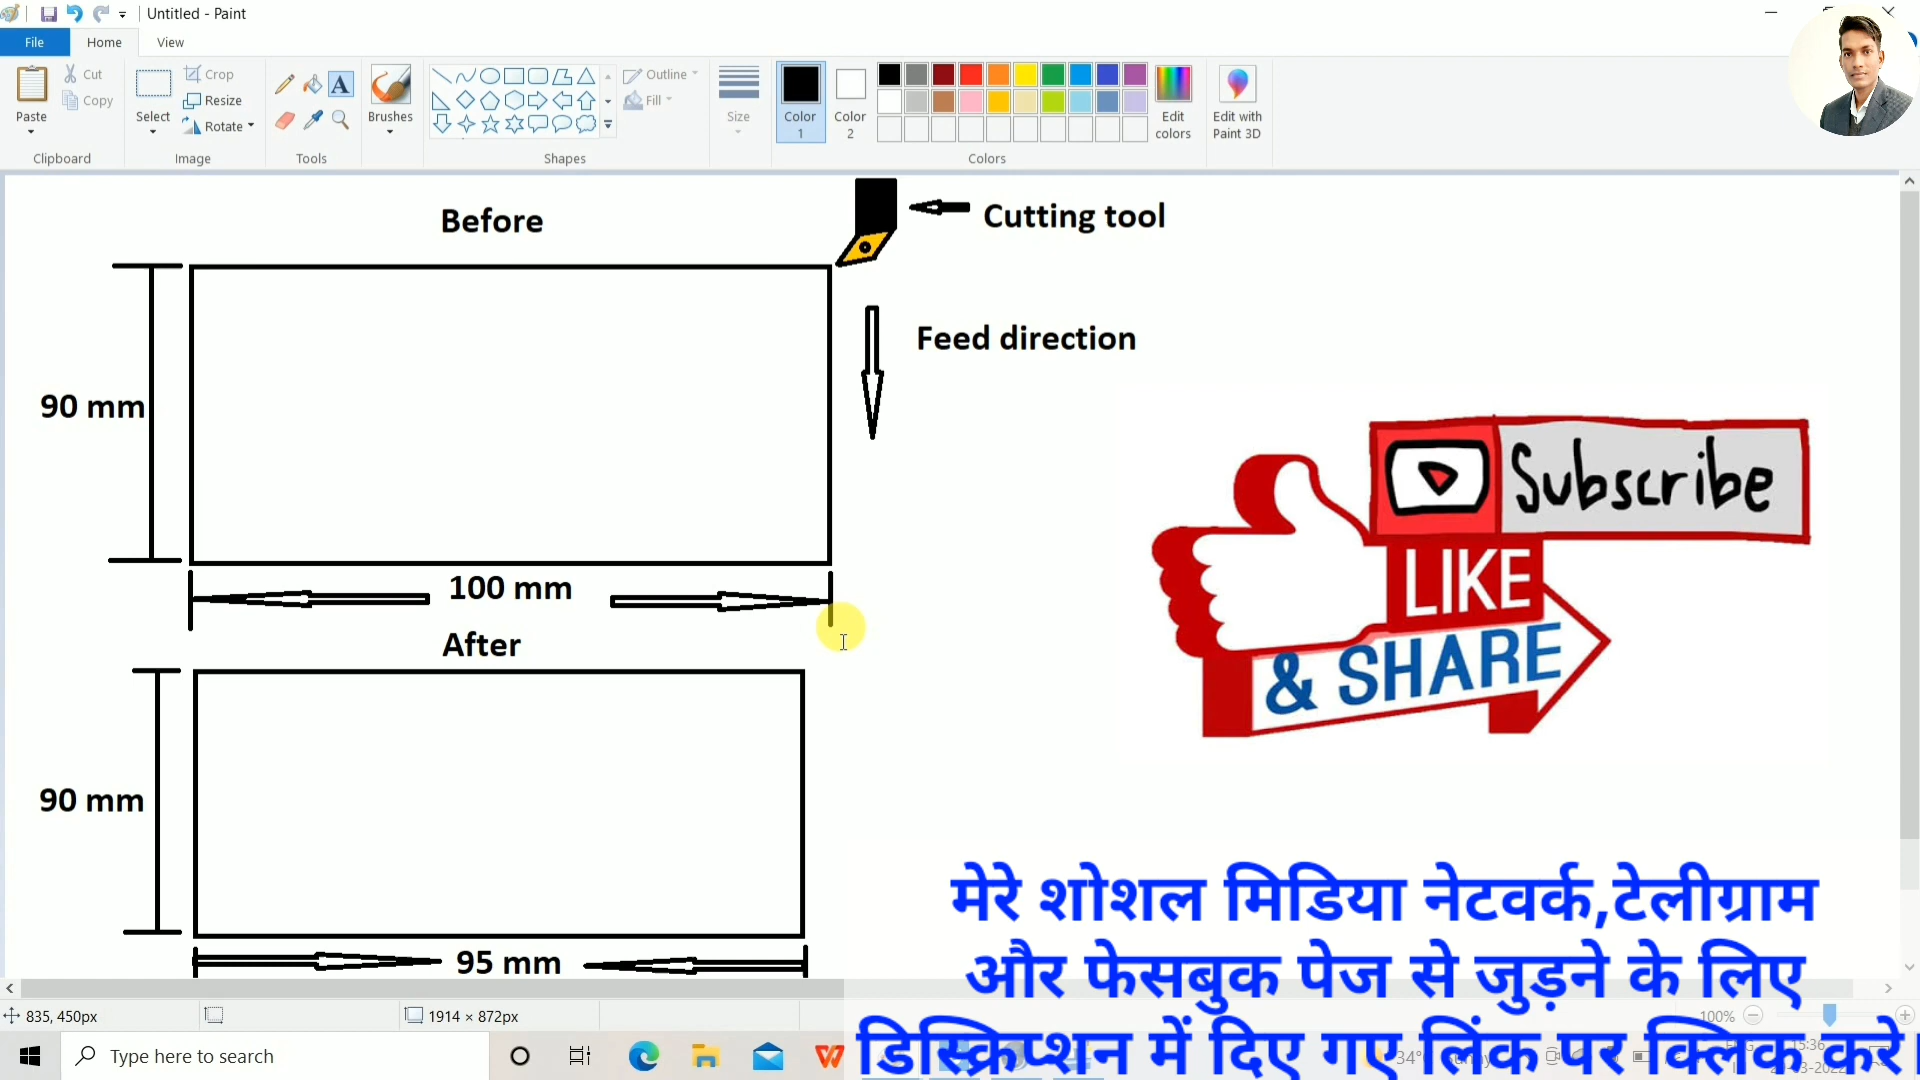 Untitled - Paint
File Home View
Cut
Copy
Paste
Clipboard
Select
Crop
Resize
Rotate
Image
Tools
Brushes
Shapes
Outline
Fill
Size
Color 1
Color 2
Colors
Edit colors
Edit with Paint 3D
Before
Cutting tool
Feed direction
90 mm
100 mm
Subscribe
LIKE
& SHARE
After
90 mm
95 mm
मेरे शोशल मिडिया नेटवर्क,टेलीग्राम
और फेसबुक पेज से जुड़ने के लिए
डिस्क्रिप्शन में दिए गए लिंक पर क्लिक करे।
835, 450px
1914 × 872px
100%
Type here to search
34°
15:36